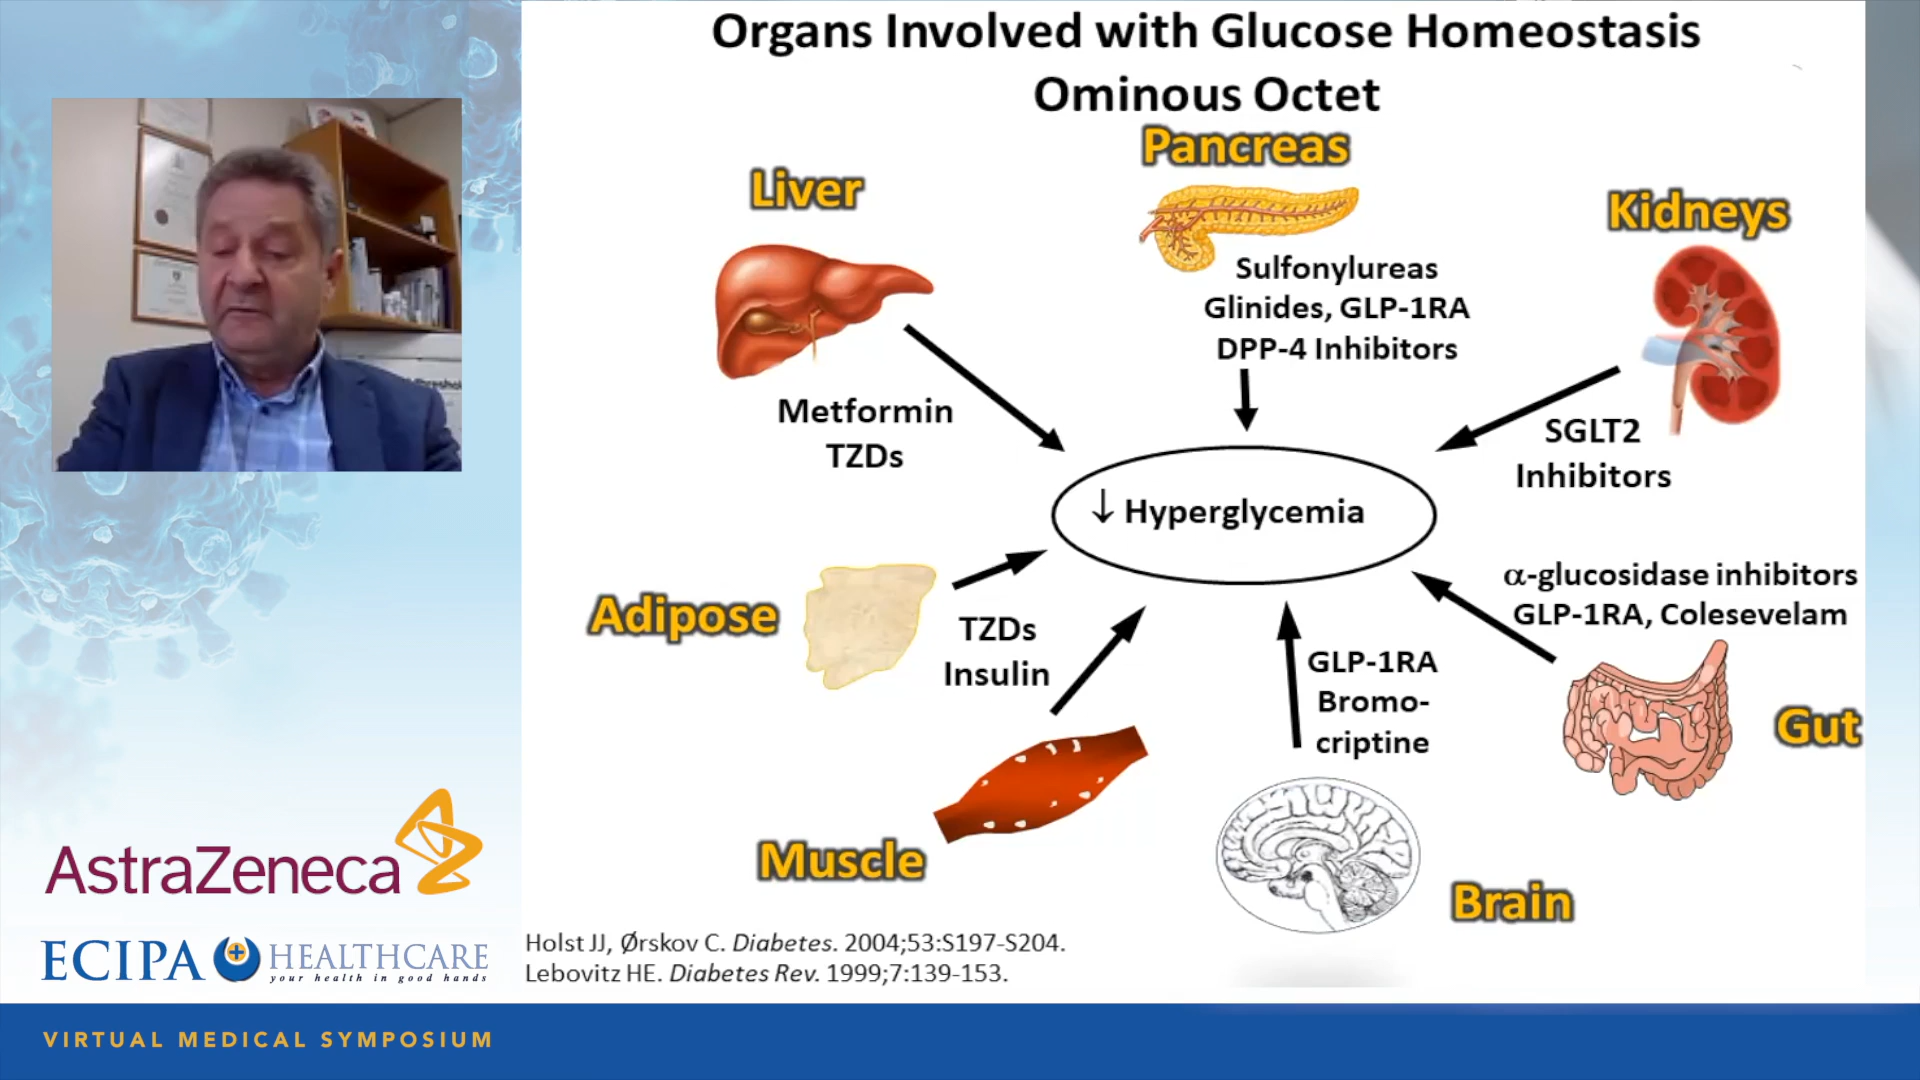 Organs Involved with Glucose Homeostasis
Ominous Octet
Pancreas
Liver
Kidneys
Sulfonylureas
Glinides, GLP-1RA
DPP-4 Inhibitors
Metformin
TZDs
SGLT2
Inhibitors
↓ Hyperglycemia
α-glucosidase inhibitors
GLP-1RA, Colesevelam
Adipose
TZDs
Insulin
GLP-1RA
Bromo-
criptine
Gut
Muscle
Brain
Holst JJ, Ørskov C. Diabetes. 2004;53:S197-S204.
Lebovitz HE. Diabetes Rev. 1999;7:139-153.
AstraZeneca
ECIPA HEALTHCARE
your health in good hands
VIRTUAL MEDICAL SYMPOSIUM